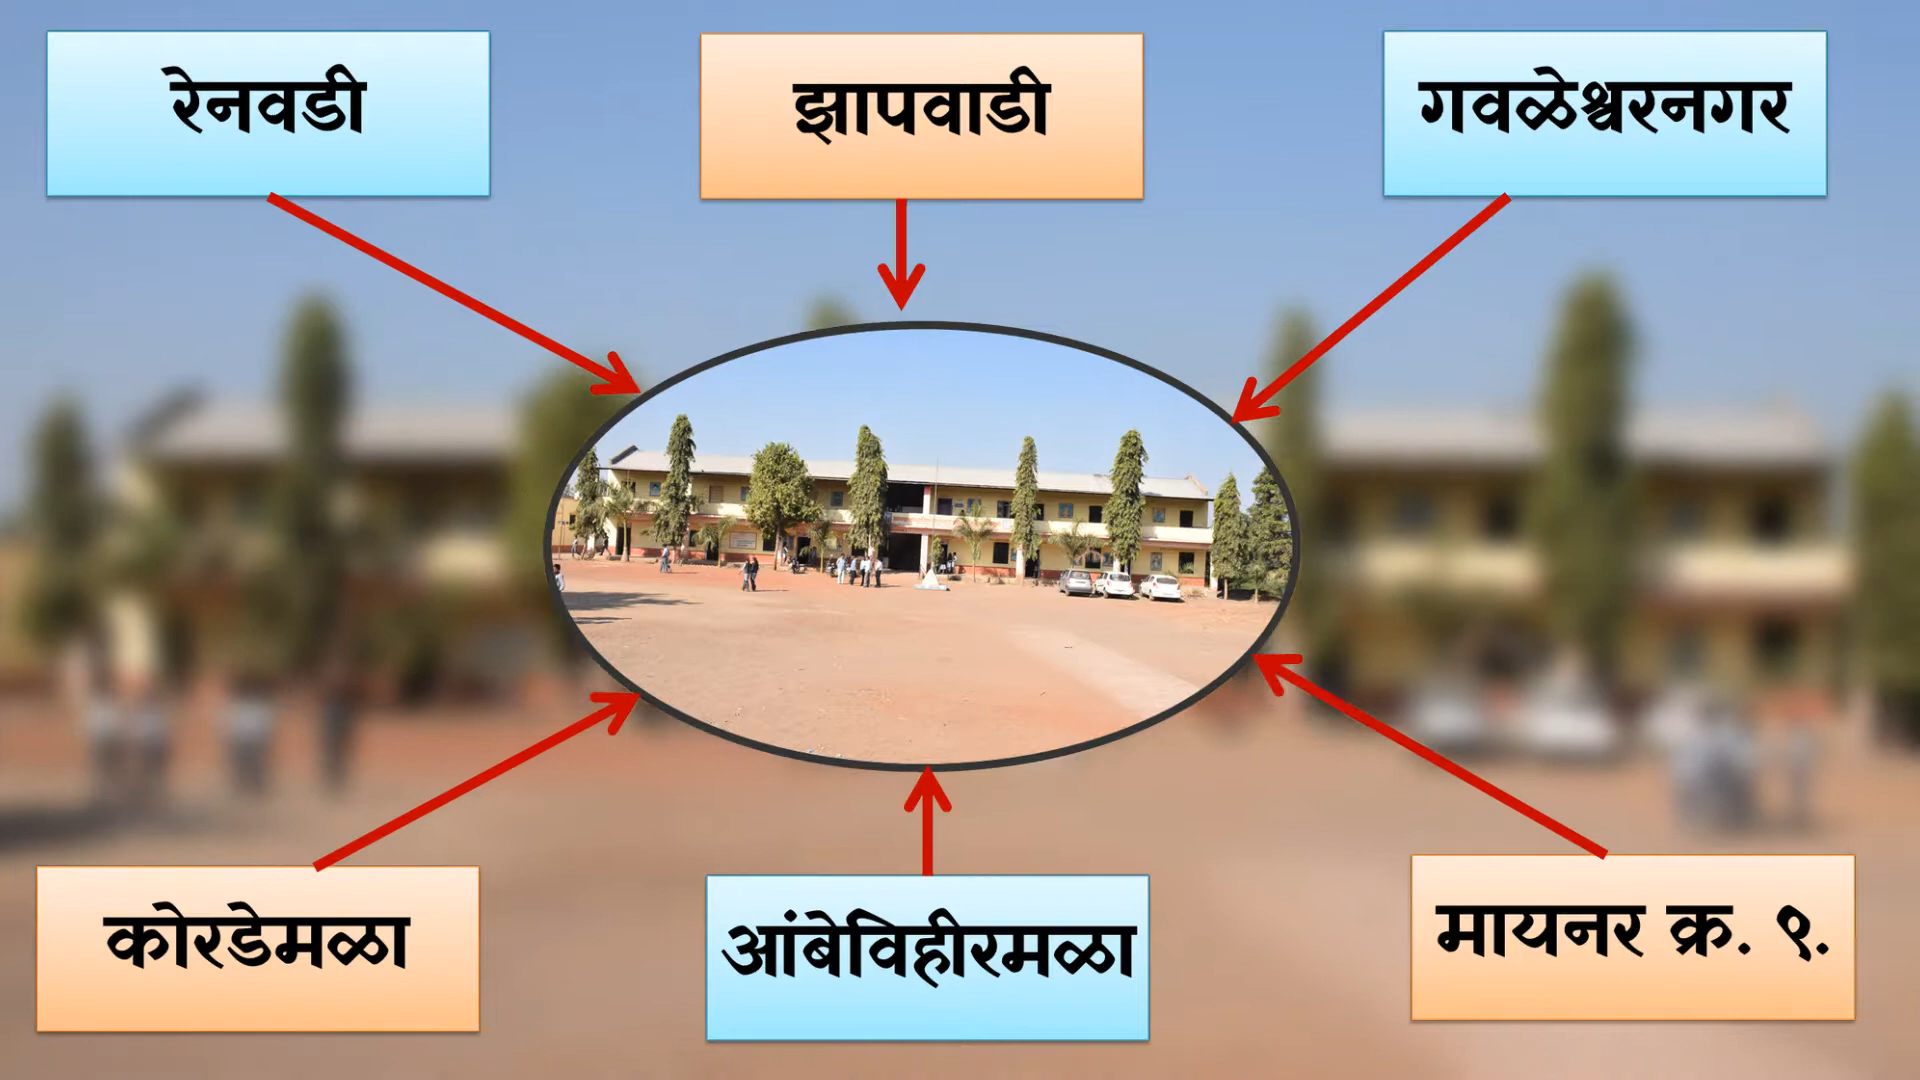 रेनवडी
झापवाडी
गवळेश्वरनगर
कोरडेमळा
आंबेविहीरमळा
मायनर क्र. ९.